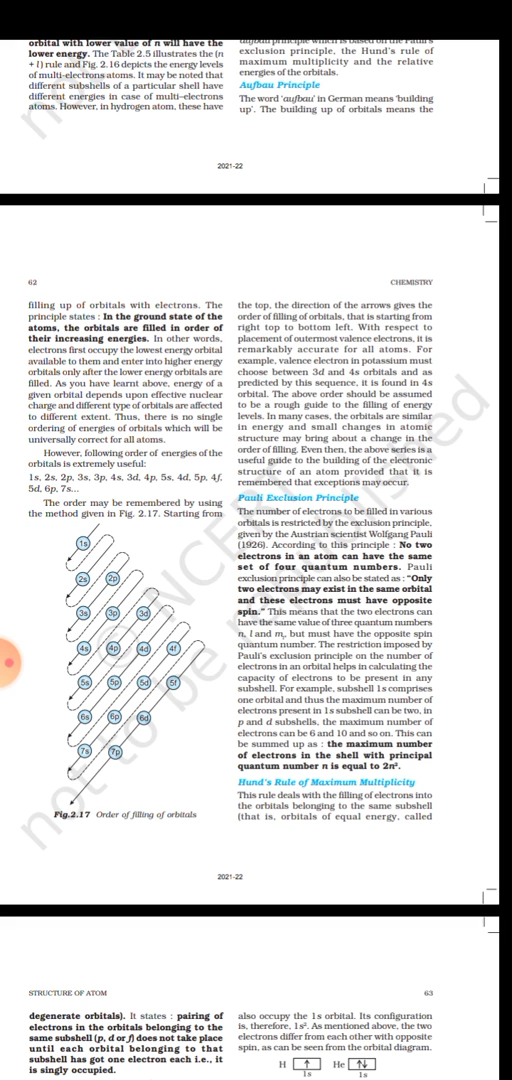 orbital with lower value of n will have the
lower energy. The Table 2.5 illustrates the (n
+ l) rule and Fig. 2.16 depicts the energy levels
of multi-electrons atoms. It may be noted that
different subshells of a particular shell have
different energies in case of multi–electrons
atoms. However, in hydrogen atom, these have
aufbau principle which is based on the Pauli's
exclusion principle, the Hund's rule of
maximum multiplicity and the relative
energies of the orbitals.
Aufbau Principle
The word 'aufbau' in German means 'building
up'. The building up of orbitals means the
2021-22
62
CHEMISTRY
filling up of orbitals with electrons. The
principle states : In the ground state of the
atoms, the orbitals are filled in order of
their increasing energies. In other words,
electrons first occupy the lowest energy orbital
available to them and enter into higher energy
orbitals only after the lower energy orbitals are
filled. As you have learnt above, energy of a
given orbital depends upon effective nuclear
charge and different type of orbitals are affected
to different extent. Thus, there is no single
ordering of energies of orbitals which will be
universally correct for all atoms.
However, following order of energies of the
orbitals is extremely useful:
1s, 2s, 2p, 3s, 3p, 4s, 3d, 4p, 5s, 4d, 5p, 4f,
5d, 6p, 7s...
The order may be remembered by using
the method given in Fig. 2.17. Starting from
1s
2s 2p
3s 3p 3d
4s 4p 4d 4f
5s 5p 5d 5f
6s 6p 6d
7s 7p
Fig.2.17 Order of filling of orbitals
the top, the direction of the arrows gives the
order of filling of orbitals, that is starting from
right top to bottom left. With respect to
placement of outermost valence electrons, it is
remarkably accurate for all atoms. For
example, valence electron in potassium must
choose between 3d and 4s orbitals and as
predicted by this sequence, it is found in 4s
orbital. The above order should be assumed
to be a rough guide to the filling of energy
levels. In many cases, the orbitals are similar
in energy and small changes in atomic
structure may bring about a change in the
order of filling. Even then, the above series is a
useful guide to the building of the electronic
structure of an atom provided that it is
remembered that exceptions may occur.
Pauli Exclusion Principle
The number of electrons to be filled in various
orbitals is restricted by the exclusion principle,
given by the Austrian scientist Wolfgang Pauli
(1926). According to this principle : No two
electrons in an atom can have the same
set of four quantum numbers. Pauli
exclusion principle can also be stated as : "Only
two electrons may exist in the same orbital
and these electrons must have opposite
spin." This means that the two electrons can
have the same value of three quantum numbers
n, l and ml, but must have the opposite spin
quantum number. The restriction imposed by
Pauli's exclusion principle on the number of
electrons in an orbital helps in calculating the
capacity of electrons to be present in any
subshell. For example, subshell 1s comprises
one orbital and thus the maximum number of
electrons present in 1s subshell can be two, in
p and d subshells, the maximum number of
electrons can be 6 and 10 and so on. This can
be summed up as : the maximum number
of electrons in the shell with principal
quantum number n is equal to 2n².
Hund's Rule of Maximum Multiplicity
This rule deals with the filling of electrons into
the orbitals belonging to the same subshell
(that is, orbitals of equal energy, called
© NCERT
not to be republished
2021-22
STRUCTURE OF ATOM
63
degenerate orbitals). It states : pairing of
electrons in the orbitals belonging to the
same subshell (p, d or f) does not take place
until each orbital belonging to that
subshell has got one electron each i.e., it
is singly occupied.
also occupy the 1s orbital. Its configuration
is, therefore, 1s². As mentioned above, the two
electrons differ from each other with opposite
spin, as can be seen from the orbital diagram.
H ↑ He ↑↓
1s 1s